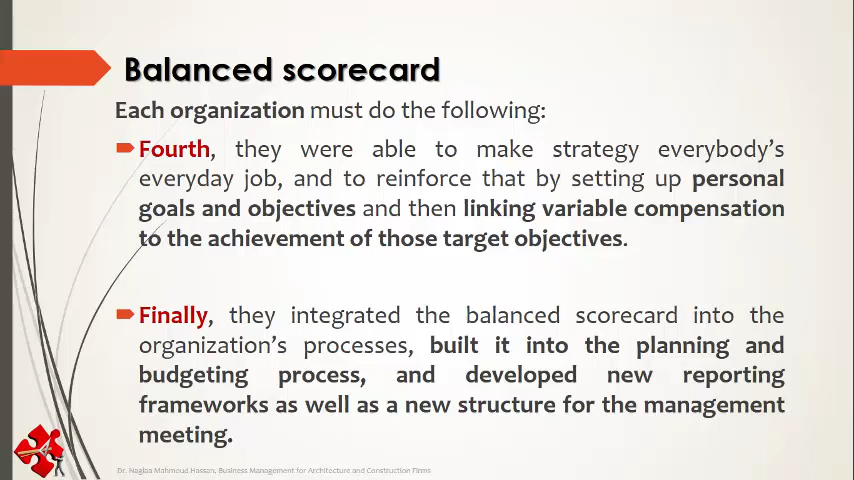 Balanced scorecard
Each organization must do the following:
Fourth, they were able to make strategy everybody's
everyday job, and to reinforce that by setting up personal
goals and objectives and then linking variable compensation
to the achievement of those target objectives.
Finally, they integrated the balanced scorecard into the
organization's processes, built it into the planning and
budgeting process, and developed new reporting
frameworks as well as a new structure for the management
meeting.
Dr. Naglaa Mahmoud Hassan, Business Management for Architecture and Construction Firms